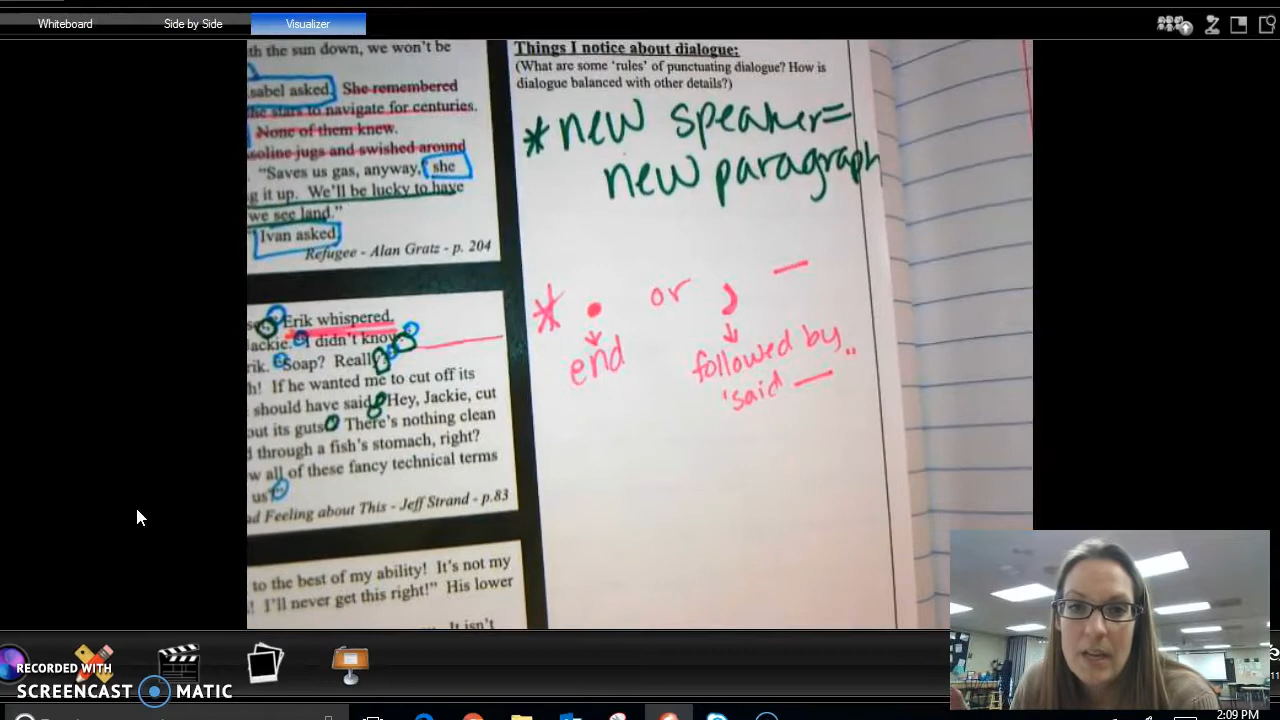 Whiteboard
Side by Side
Visualizer
th the sun down, we won't be
sabel asked. She remembered
he stars to navigate for centuries.
None of them knew.
soline jugs and swished around
"Saves us gas, anyway, she
g it up. We'll be lucky to have
we see land."
Ivan asked.
Refugee - Alan Gratz - p. 204
Erik whispered.
ackie. "I didn't know.
rik. "Soap? Really
h! If he wanted me to cut off its
should have said, Hey, Jackie, cut
out its guts. There's nothing clean
d through a fish's stomach, right?
w all of these fancy technical terms
us?"
ad Feeling about This - Jeff Strand - p.83
to the best of my ability! It's not my
! I'll never get this right!" His lower
It isn't
Things I notice about dialogue:
(What are some 'rules' of punctuating dialogue? How is
dialogue balanced with other details?)
* new speaker=
new paragraph
* . or , —
end
followed by..
'said —
RECORDED WITH
SCREENCAST MATIC
2:09 PM